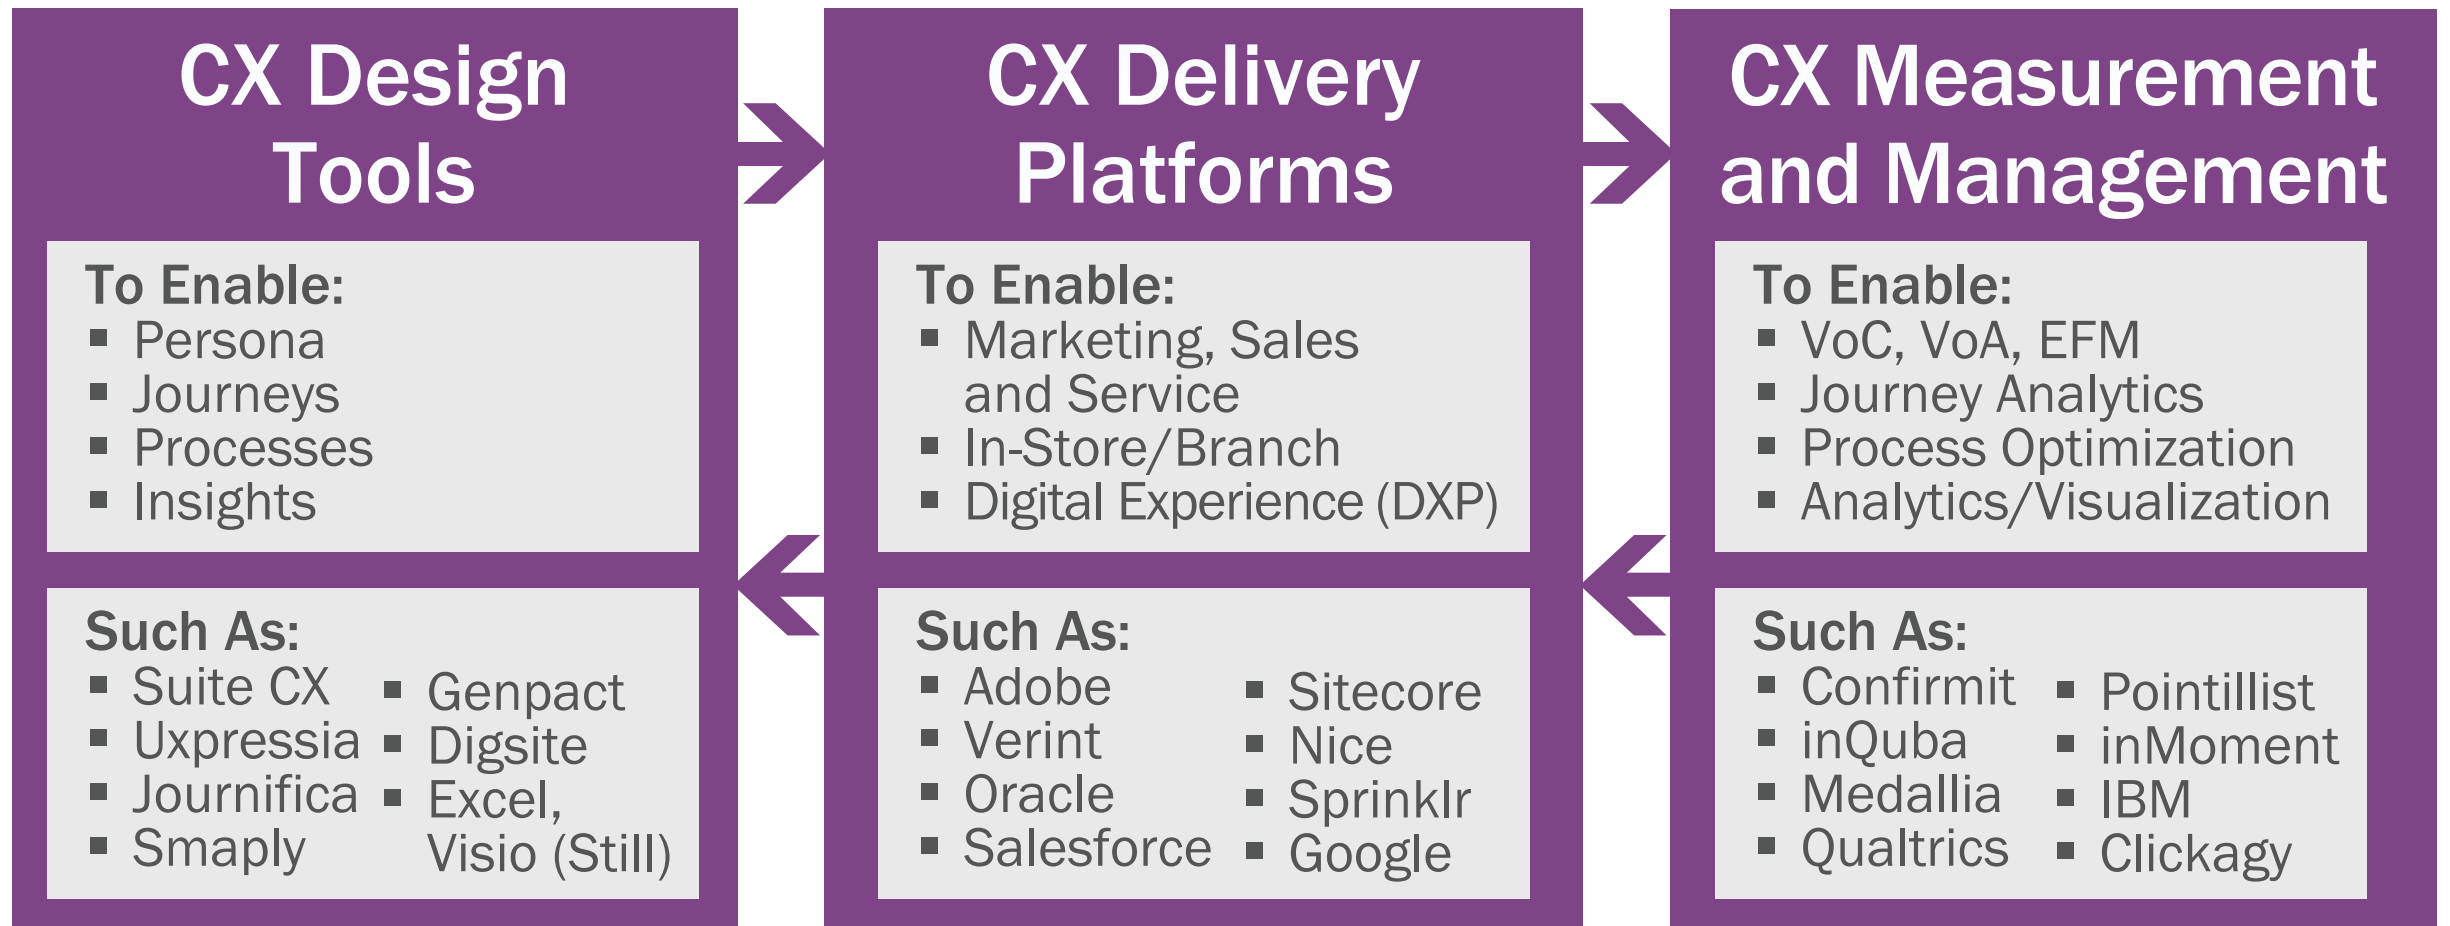 CX Design
Tools
To Enable:
▪ Persona
▪ Journeys
▪ Processes
▪ Insights
Such As:
▪ Suite CX
▪ Uxpressia
▪ Journifica
▪ Smaply
▪ Genpact
▪ Digsite
▪ Excel,
Visio (Still)
CX Delivery
Platforms
To Enable:
▪ Marketing, Sales
and Service
▪ In-Store/Branch
▪ Digital Experience (DXP)
Such As:
▪ Adobe
▪ Verint
▪ Oracle
▪ Salesforce
▪ Sitecore
▪ Nice
▪ Sprinklr
▪ Google
CX Measurement
and Management
To Enable:
▪ VoC, VoA, EFM
▪ Journey Analytics
▪ Process Optimization
▪ Analytics/Visualization
Such As:
▪ Confirmit
▪ inQuba
▪ Medallia
▪ Qualtrics
▪ Pointillist
▪ inMoment
▪ IBM
▪ Clickagy